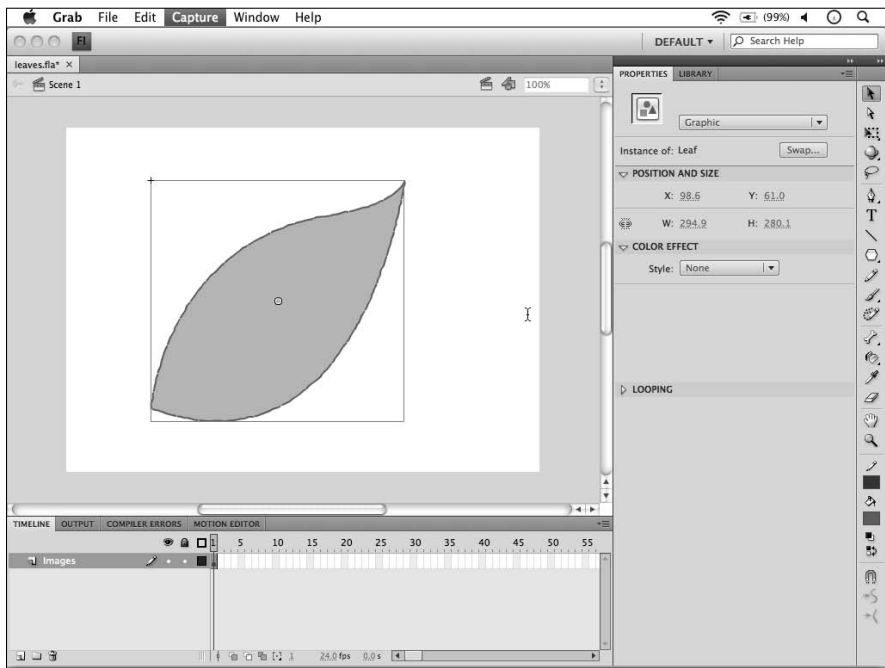 Grab File Edit Capture Window Help (99%)
Fl DEFAULT Search Help
leaves.fla* ×
Scene 1 100%
PROPERTIES LIBRARY
Graphic
Instance of: Leaf Swap...
POSITION AND SIZE
X: 98.6 Y: 61.0
W: 294.9 H: 280.1
COLOR EFFECT
Style: None
LOOPING
T
TIMELINE OUTPUT COMPILER ERRORS MOTION EDITOR
1 5 10 15 20 25 30 35 40 45 50 55
Images
1 24.0 fps 0.0 s